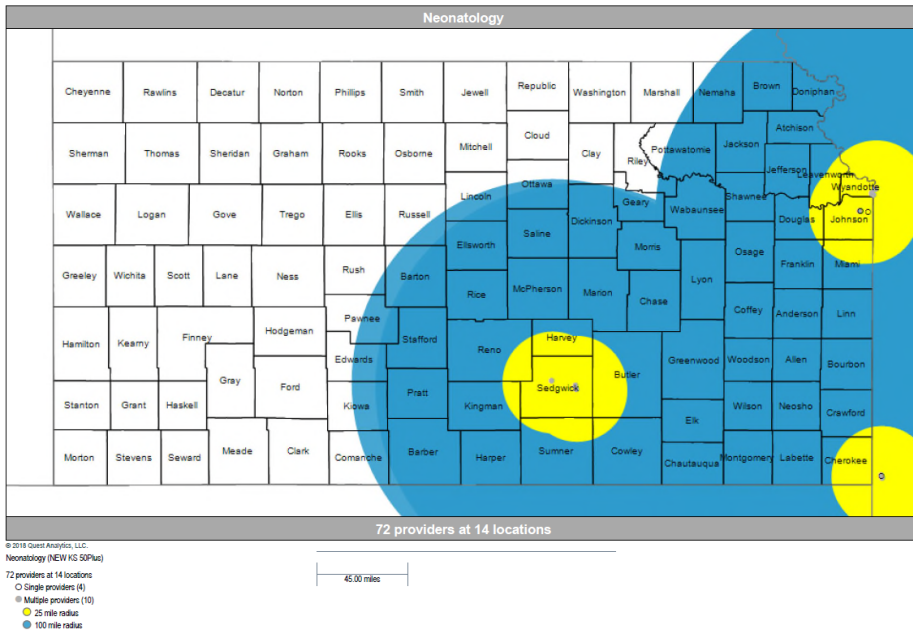 Neonatology
Cheyenne Rawlins Decatur Norton Phillips Smith Jewell Republic Washington Marshall Nemaha Brown Doniphan
Sherman Thomas Sheridan Graham Rooks Osborne Mitchell Cloud Clay Riley Pottawatomie Jackson Atchison
Jefferson Leavenworth Wyandotte
Wallace Logan Gove Trego Ellis Russell Lincoln Ottawa Dickinson Geary Wabaunsee Shawnee Douglas Johnson
Ellsworth Saline Morris Osage Franklin Miami
Greeley Wichita Scott Lane Ness Rush Barton Rice McPherson Marion Chase Lyon Coffey Anderson Linn
Hamilton Kearny Finney Hodgeman Pawnee Stafford Reno Harvey
Edwards Butler Greenwood Woodson Allen Bourbon
Gray Ford Pratt Kingman Sedgwick
Stanton Grant Haskell Kiowa Elk Wilson Neosho Crawford
Morton Stevens Seward Meade Clark Comanche Barber Harper Sumner Cowley Chautauqua Montgomery Labette Cherokee
72 providers at 14 locations
© 2018 Quest Analytics, LLC.
Neonatology (NEW KS 50Plus)
72 providers at 14 locations
Single providers (4)
Multiple providers (10)
25 mile radius
100 mile radius
45.00 miles